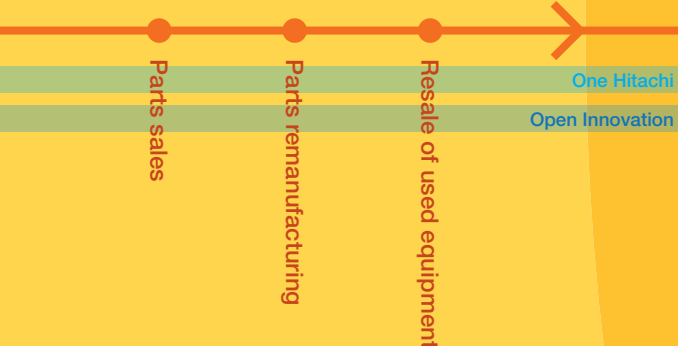 Parts sales
Parts remanufacturing
Resale of used equipment
One Hitachi
Open Innovation